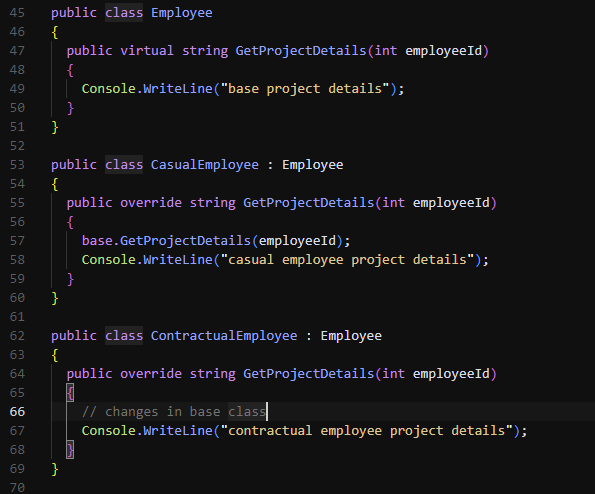 45 public class Employee
46 {
47 public virtual string GetProjectDetails(int employeeId)
48 {
49 Console.WriteLine("base project details");
50 }
51 }
52
53 public class CasualEmployee : Employee
54 {
55 public override string GetProjectDetails(int employeeId)
56 {
57 base.GetProjectDetails(employeeId);
58 Console.WriteLine("casual employee project details");
59 }
60 }
61
62 public class ContractualEmployee : Employee
63 {
64 public override string GetProjectDetails(int employeeId)
65 {
66 // changes in base class
67 Console.WriteLine("contractual employee project details");
68 }
69 }
70